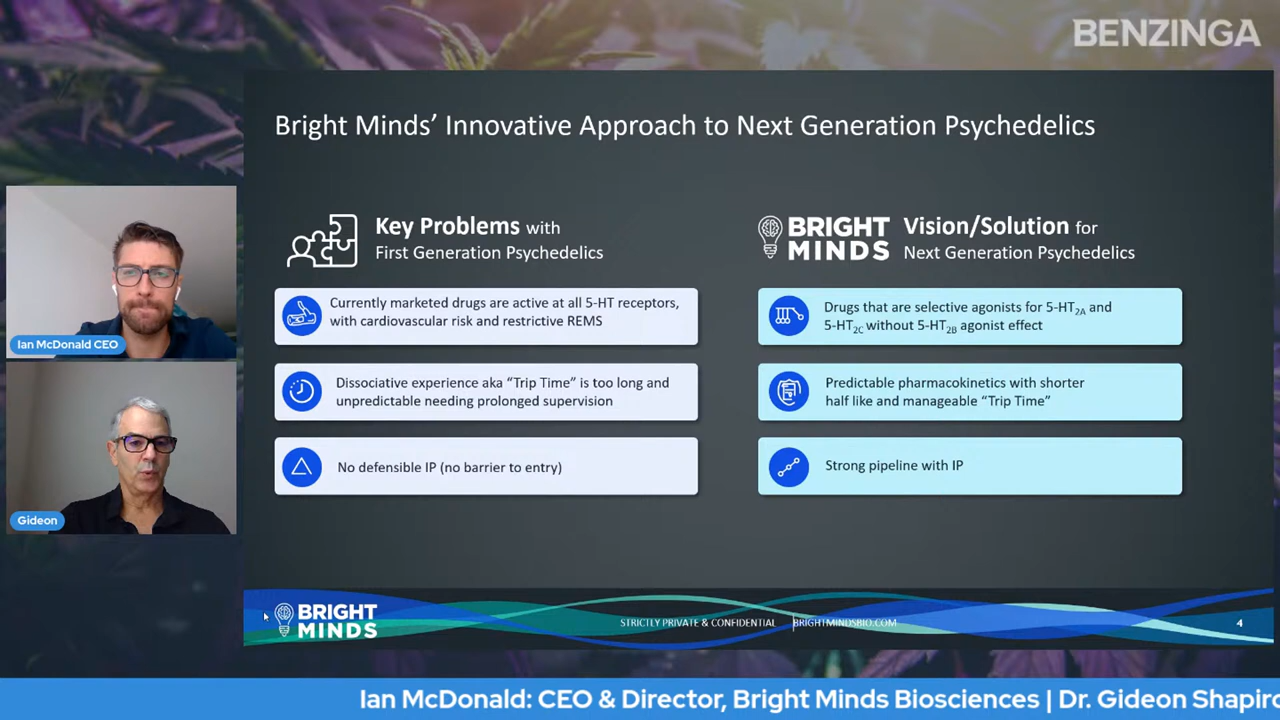 BENZINGA
Bright Minds' Innovative Approach to Next Generation Psychedelics
Key Problems with
First Generation Psychedelics
Currently marketed drugs are active at all 5-HT receptors,
with cardiovascular risk and restrictive REMS
Dissociative experience aka “Trip Time” is too long and
unpredictable needing prolonged supervision
No defensible IP (no barrier to entry)
BRIGHT
MINDS
Vision/Solution for
Next Generation Psychedelics
Drugs that are selective agonists for 5-HT2A and
5-HT2C without 5-HT2B agonist effect
Predictable pharmacokinetics with shorter
half like and manageable “Trip Time”
Strong pipeline with IP
Ian McDonald CEO
Gideon
BRIGHT
MINDS
STRICTLY PRIVATE & CONFIDENTIAL
BRIGHTMINDSBIO.COM
4
Ian McDonald: CEO & Director, Bright Minds Biosciences | Dr. Gideon Shapiro